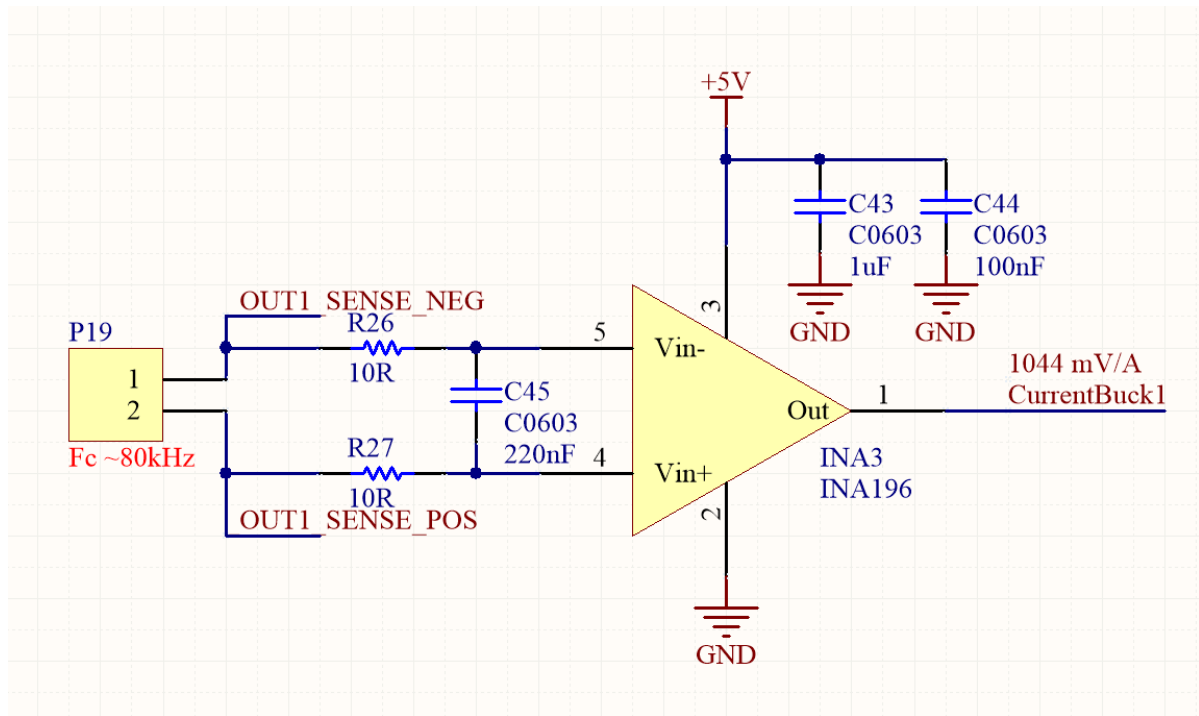 +5V
C43
C0603
1uF
C44
C0603
100nF
GND
GND
OUT1_SENSE_NEG
P19
1
2
Fc ~80kHz
R26
10R
C45
C0603
220nF
R27
10R
OUT1_SENSE_POS
5
Vin-
4
Vin+
3
2
Out
1
1044 mV/A
CurrentBuck1
INA3
INA196
GND